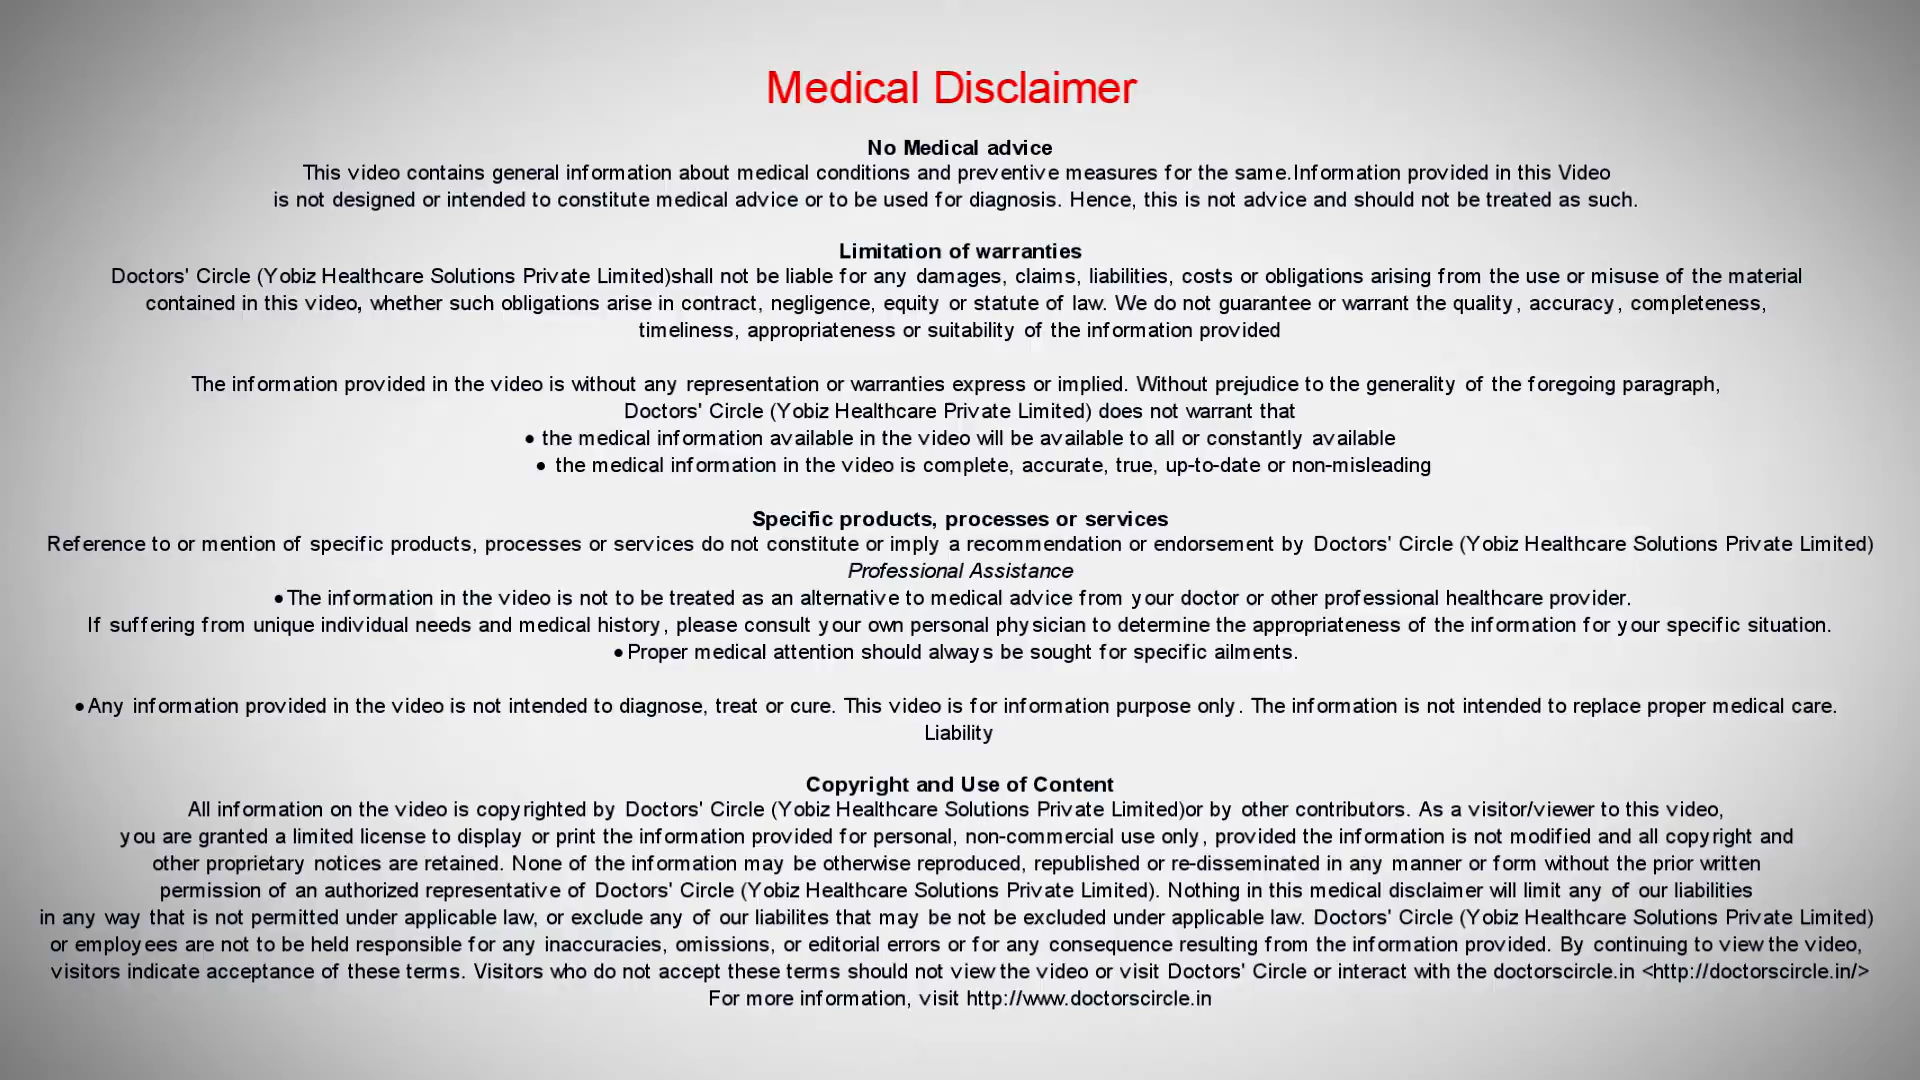 Medical Disclaimer
No Medical advice
This video contains general information about medical conditions and preventive measures for the same.Information provided in this Video
is not designed or intended to constitute medical advice or to be used for diagnosis. Hence, this is not advice and should not be treated as such.
Limitation of warranties
Doctors' Circle (Yobiz Healthcare Solutions Private Limited)shall not be liable for any damages, claims, liabilities, costs or obligations arising from the use or misuse of the material
contained in this video, whether such obligations arise in contract, negligence, equity or statute of law. We do not guarantee or warrant the quality, accuracy, completeness,
timeliness, appropriateness or suitability of the information provided
The information provided in the video is without any representation or warranties express or implied. Without prejudice to the generality of the foregoing paragraph,
Doctors' Circle (Yobiz Healthcare Private Limited) does not warrant that
• the medical information available in the video will be available to all or constantly available
• the medical information in the video is complete, accurate, true, up-to-date or non-misleading
Specific products, processes or services
Reference to or mention of specific products, processes or services do not constitute or imply a recommendation or endorsement by Doctors' Circle (Yobiz Healthcare Solutions Private Limited)
Professional Assistance
•The information in the video is not to be treated as an alternative to medical advice from your doctor or other professional healthcare provider.
If suffering from unique individual needs and medical history, please consult your own personal physician to determine the appropriateness of the information for your specific situation.
•Proper medical attention should always be sought for specific ailments.
•Any information provided in the video is not intended to diagnose, treat or cure. This video is for information purpose only. The information is not intended to replace proper medical care.
Liability
Copyright and Use of Content
All information on the video is copyrighted by Doctors' Circle (Yobiz Healthcare Solutions Private Limited)or by other contributors. As a visitor/viewer to this video,
you are granted a limited license to display or print the information provided for personal, non-commercial use only, provided the information is not modified and all copyright and
other proprietary notices are retained. None of the information may be otherwise reproduced, republished or re-disseminated in any manner or form without the prior written
permission of an authorized representative of Doctors' Circle (Yobiz Healthcare Solutions Private Limited). Nothing in this medical disclaimer will limit any of our liabilities
in any way that is not permitted under applicable law, or exclude any of our liabilites that may be not be excluded under applicable law. Doctors' Circle (Yobiz Healthcare Solutions Private Limited)
or employees are not to be held responsible for any inaccuracies, omissions, or editorial errors or for any consequence resulting from the information provided. By continuing to view the video,
visitors indicate acceptance of these terms. Visitors who do not accept these terms should not view the video or visit Doctors' Circle or interact with the doctorscircle.in <http://doctorscircle.in/>
For more information, visit http://www.doctorscircle.in